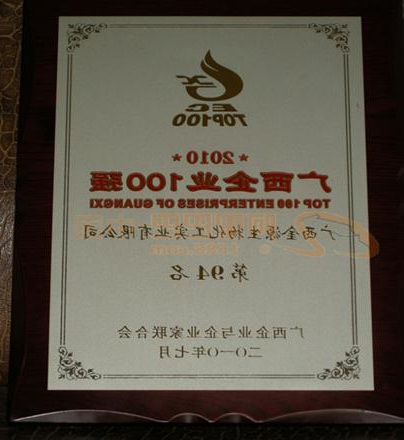 EC
TOP100
★ 2010 ★
广西企业100强
TOP 100 ENTERPRISES OF GUANGXI
广西金源生物化工实业有限公司
第94名
广西企业与企业家联合会
二〇一〇年七月